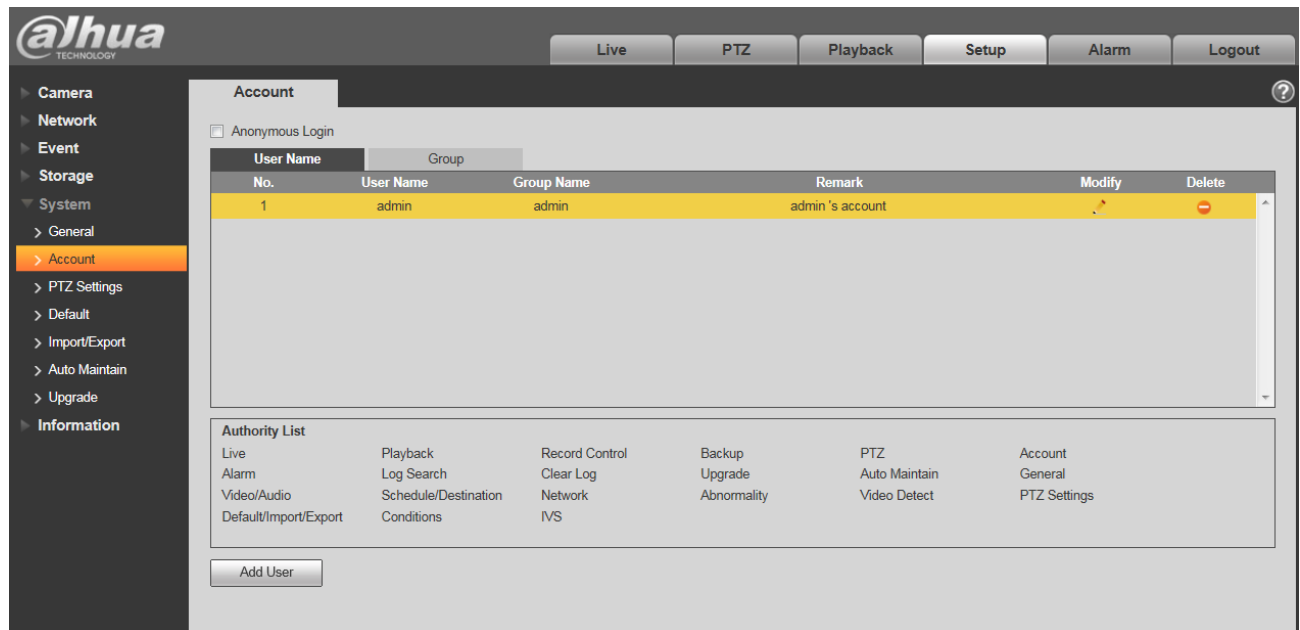 alhua
TECHNOLOGY
Live PTZ Playback Setup Alarm Logout
Camera
Network
Event
Storage
System
General
Account
PTZ Settings
Default
Import/Export
Auto Maintain
Upgrade
Information
Account
?
Anonymous Login
User Name Group
No. User Name Group Name Remark Modify Delete
1 admin admin admin 's account
Authority List
Live Playback Record Control Backup PTZ Account
Alarm Log Search Clear Log Upgrade Auto Maintain General
Video/Audio Schedule/Destination Network Abnormality Video Detect PTZ Settings
Default/Import/Export Conditions IVS
Add User